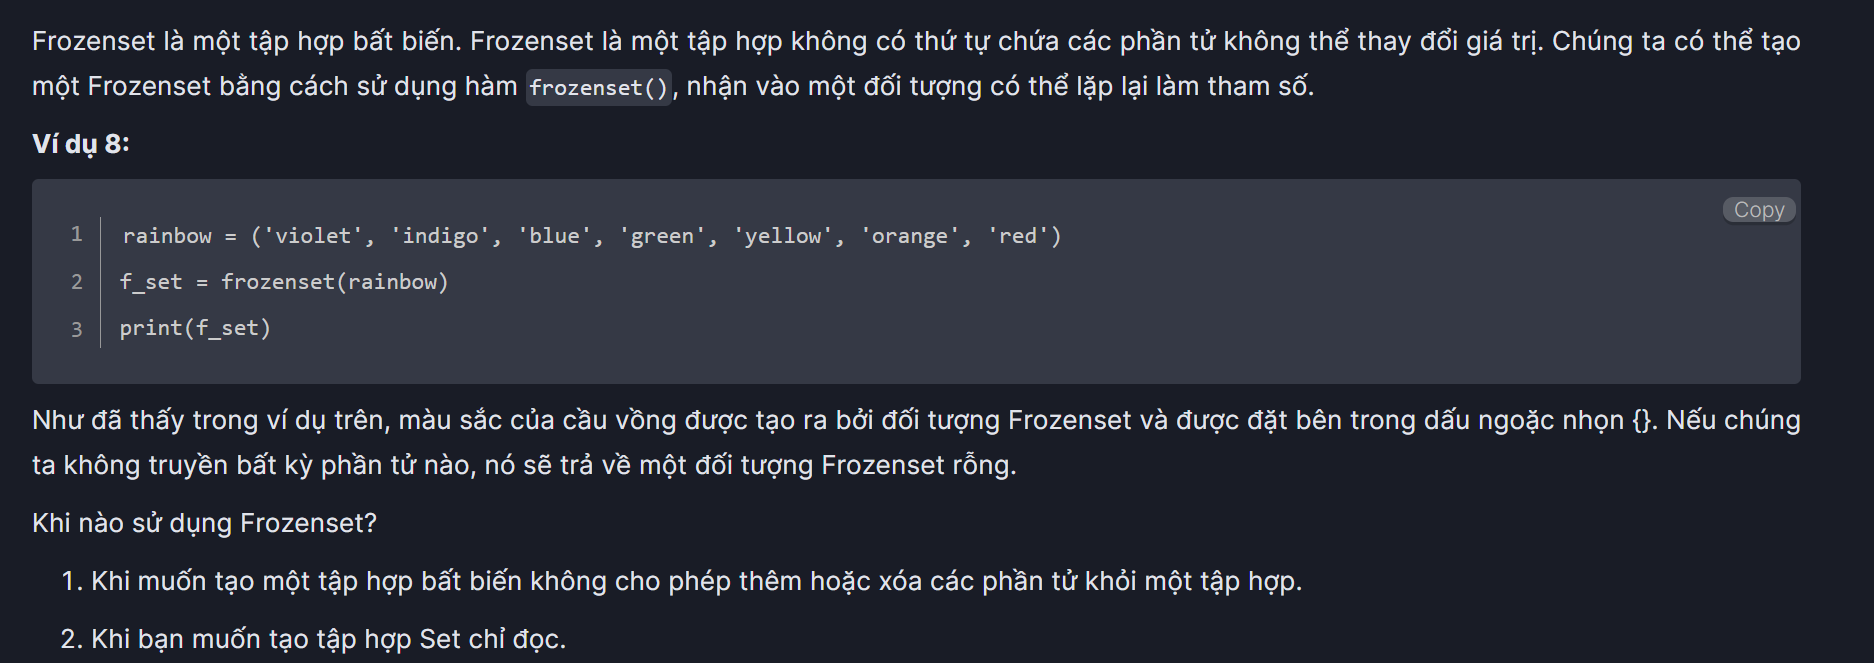 Frozenset là một tập hợp bất biến. Frozenset là một tập hợp không có thứ tự chứa các phần tử không thể thay đổi giá trị. Chúng ta có thể tạo
một Frozenset bằng cách sử dụng hàm frozenset(), nhận vào một đối tượng có thể lặp lại làm tham số.
Ví dụ 8:
Copy
1 rainbow = ('violet', 'indigo', 'blue', 'green', 'yellow', 'orange', 'red')
2 f_set = frozenset(rainbow)
3 print(f_set)
Như đã thấy trong ví dụ trên, màu sắc của cầu vồng được tạo ra bởi đối tượng Frozenset và được đặt bên trong dấu ngoặc nhọn {}. Nếu chúng
ta không truyền bất kỳ phần tử nào, nó sẽ trả về một đối tượng Frozenset rỗng.
Khi nào sử dụng Frozenset?
1. Khi muốn tạo một tập hợp bất biến không cho phép thêm hoặc xóa các phần tử khỏi một tập hợp.
2. Khi bạn muốn tạo tập hợp Set chỉ đọc.